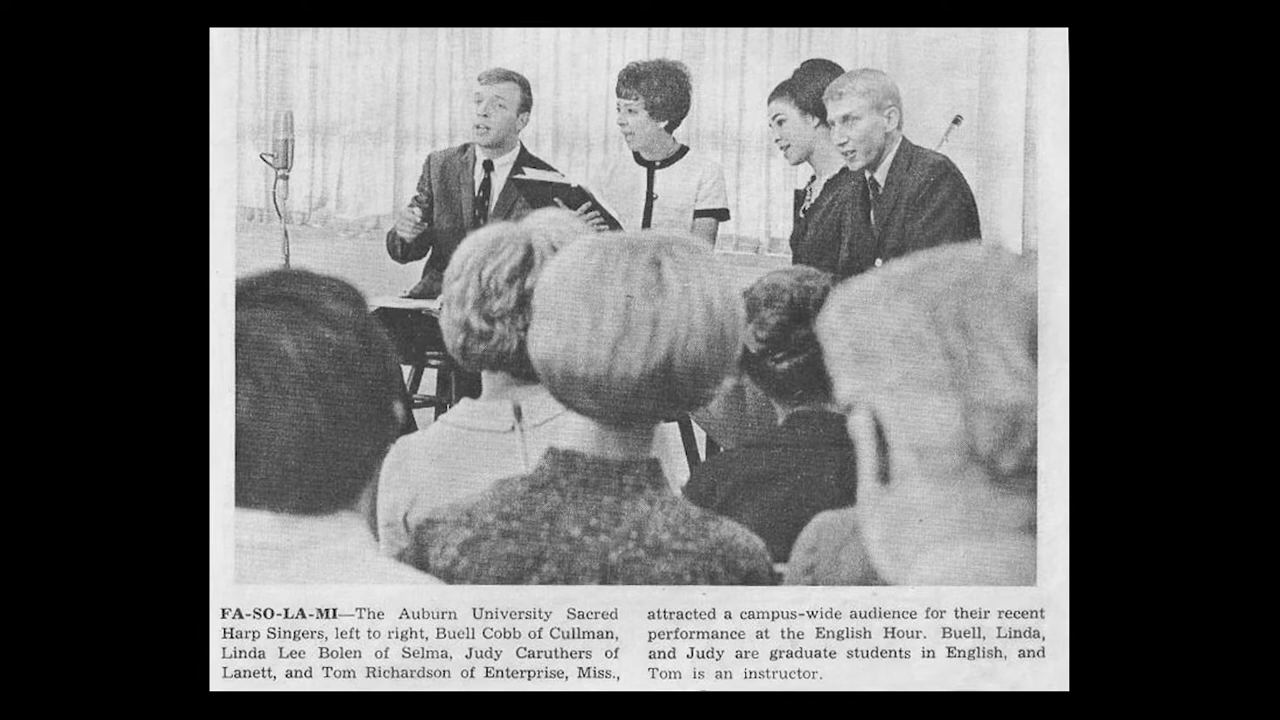 FA-SO-LA-MI—The Auburn University Sacred
Harp Singers, left to right, Buell Cobb of Cullman,
Linda Lee Bolen of Selma, Judy Caruthers of
Lanett, and Tom Richardson of Enterprise, Miss.,
attracted a campus-wide audience for their recent
performance at the English Hour. Buell, Linda,
and Judy are graduate students in English, and
Tom is an instructor.